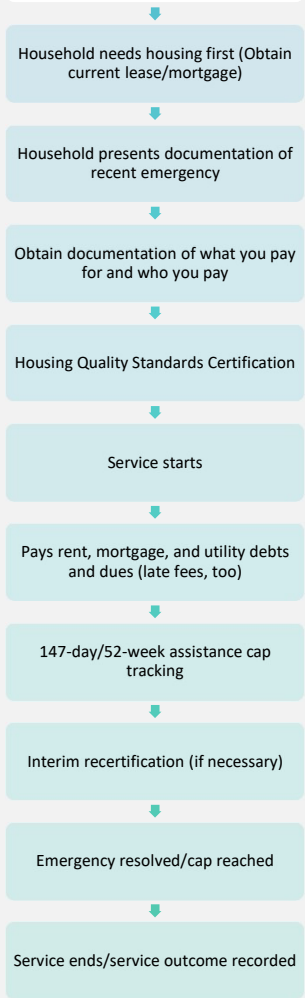 Household needs housing first (Obtain
current lease/mortgage)
Household presents documentation of
recent emergency
Obtain documentation of what you pay
for and who you pay
Housing Quality Standards Certification
Service starts
Pays rent, mortgage, and utility debts
and dues (late fees, too)
147-day/52-week assistance cap
tracking
Interim recertification (if necessary)
Emergency resolved/cap reached
Service ends/service outcome recorded